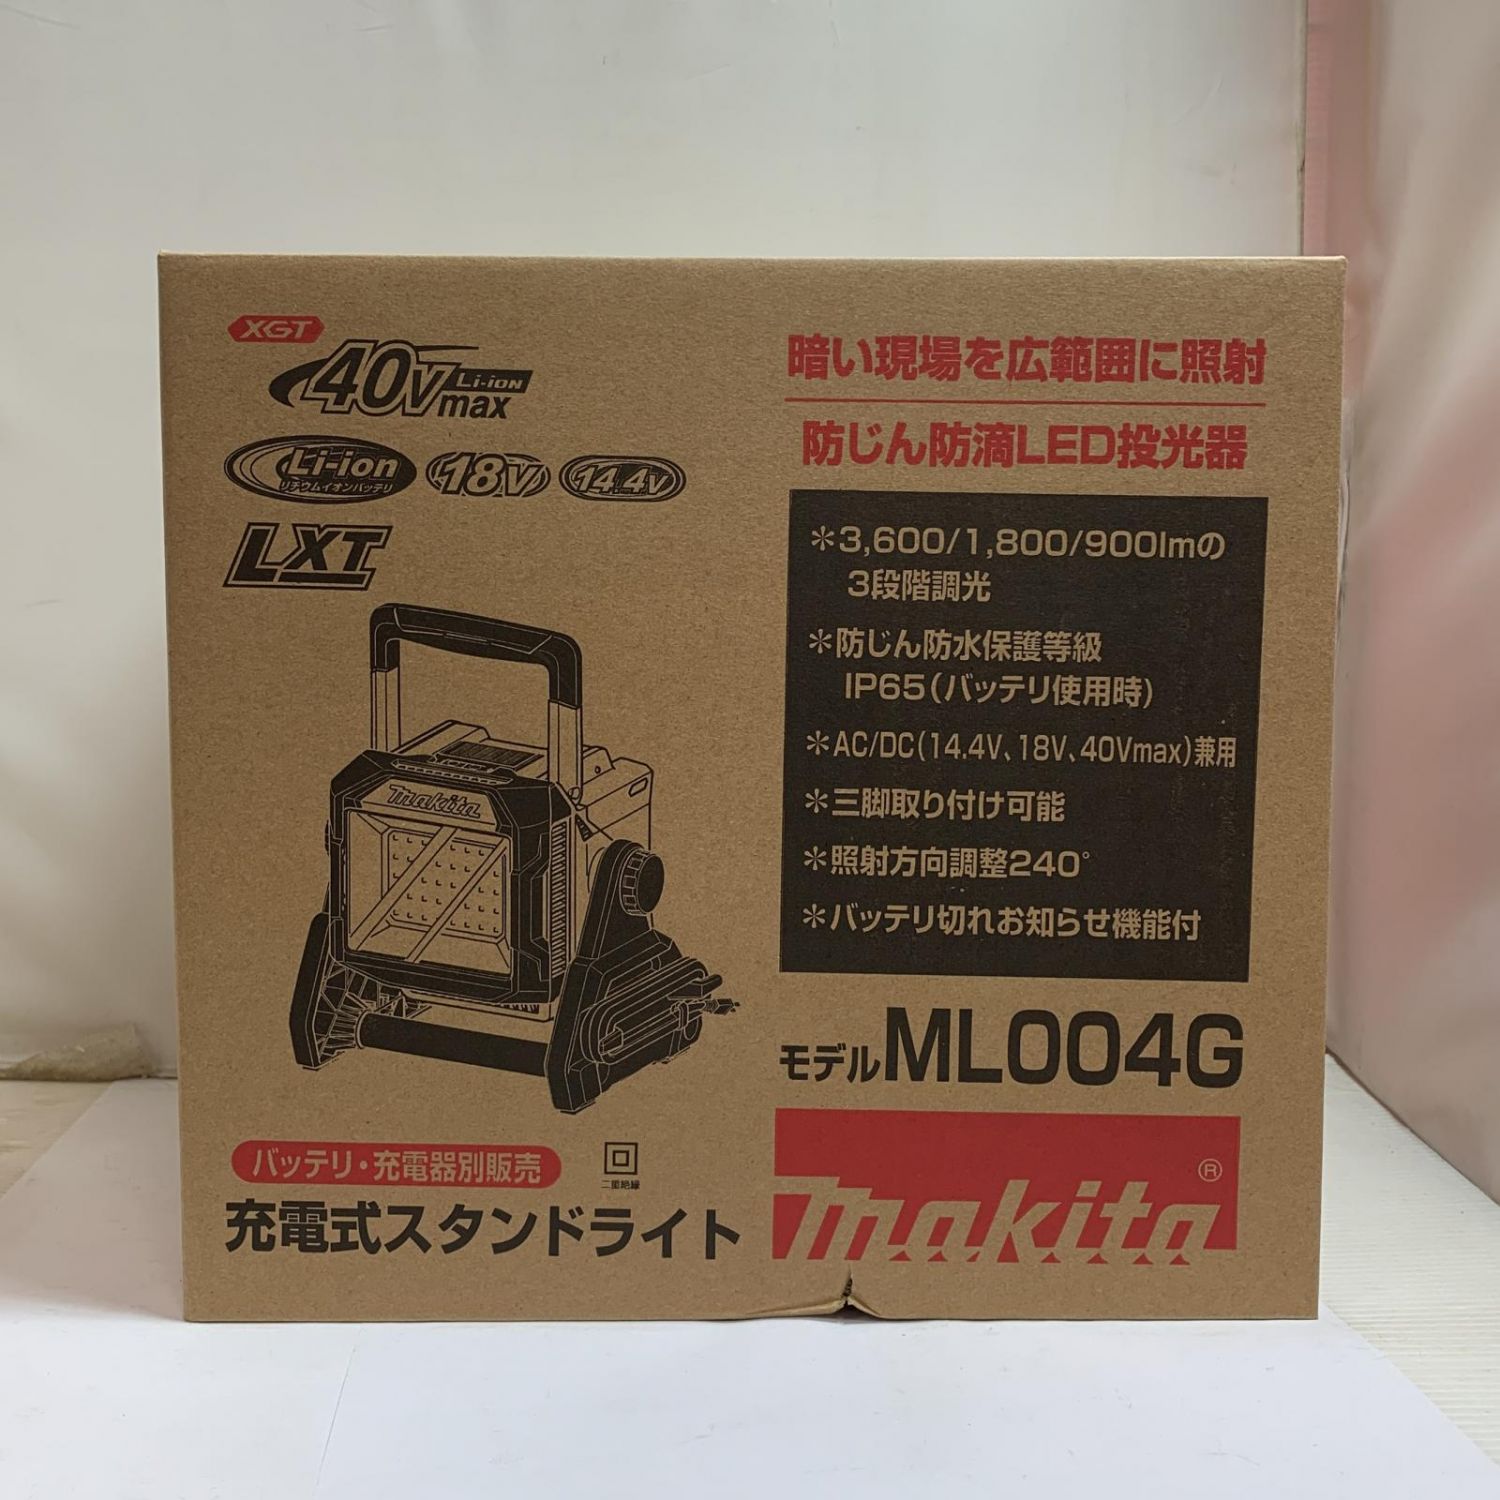 XGT
40Vmax Li-ion
Li-ion
リチウムイオンバッテリ
18V
14.4V
LXT
makita
暗い現場を広範囲に照射
防じん防滴LED投光器
＊3,600/1,800/900lmの
3段階調光
＊防じん防水保護等級
IP65(バッテリ使用時)
＊AC/DC(14.4V、18V、40Vmax)兼用
＊三脚取り付け可能
＊照射方向調整240°
＊バッテリ切れお知らせ機能付
モデルML004G
バッテリ・充電器別販売
二重絶縁
充電式スタンドライト
makita®